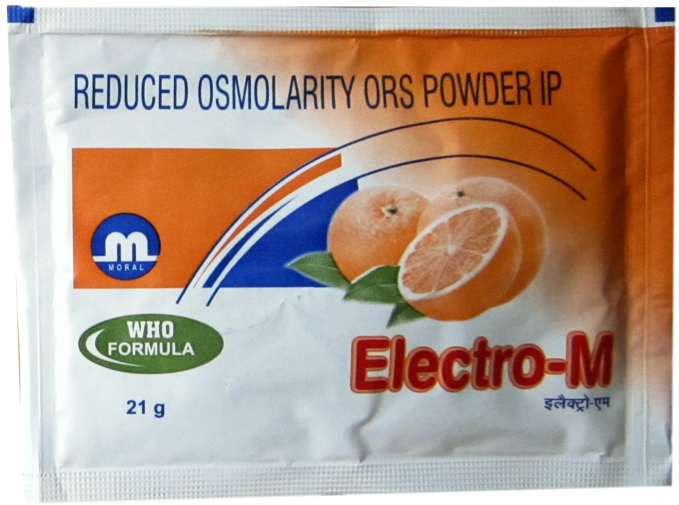 REDUCED OSMOLARITY ORS POWDER IP
m
MORAL
WHO
FORMULA
21 g
Electro-M
इलैक्ट्रो-एम